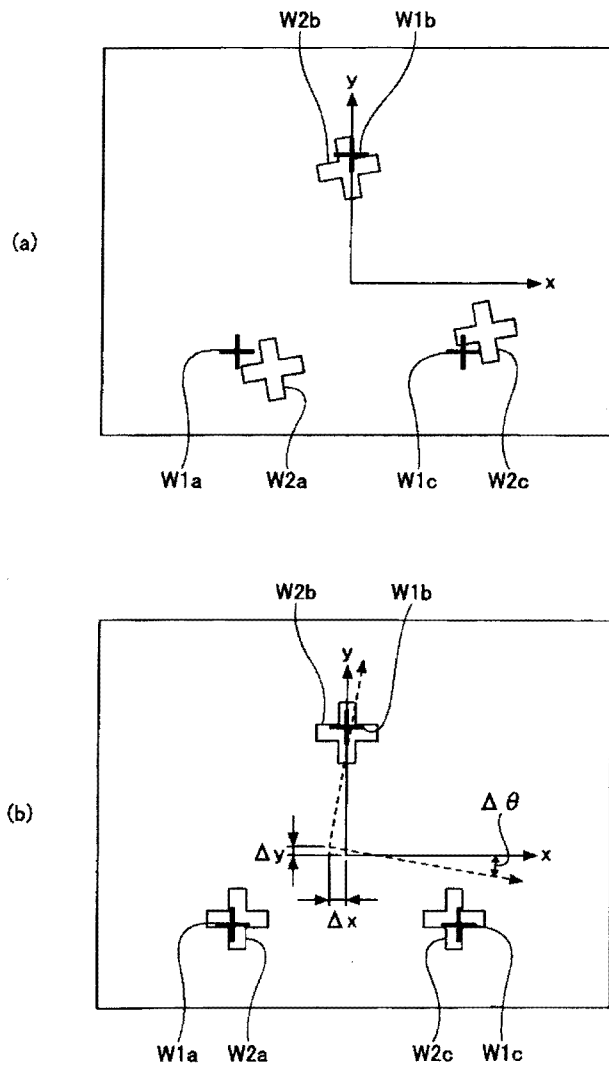 W2b W1b
y
(a)
x
W1a W2a W1c W2c
W2b W1b
y
Δθ
(b)
Δy
x
Δx
W1a W2a W2c W1c